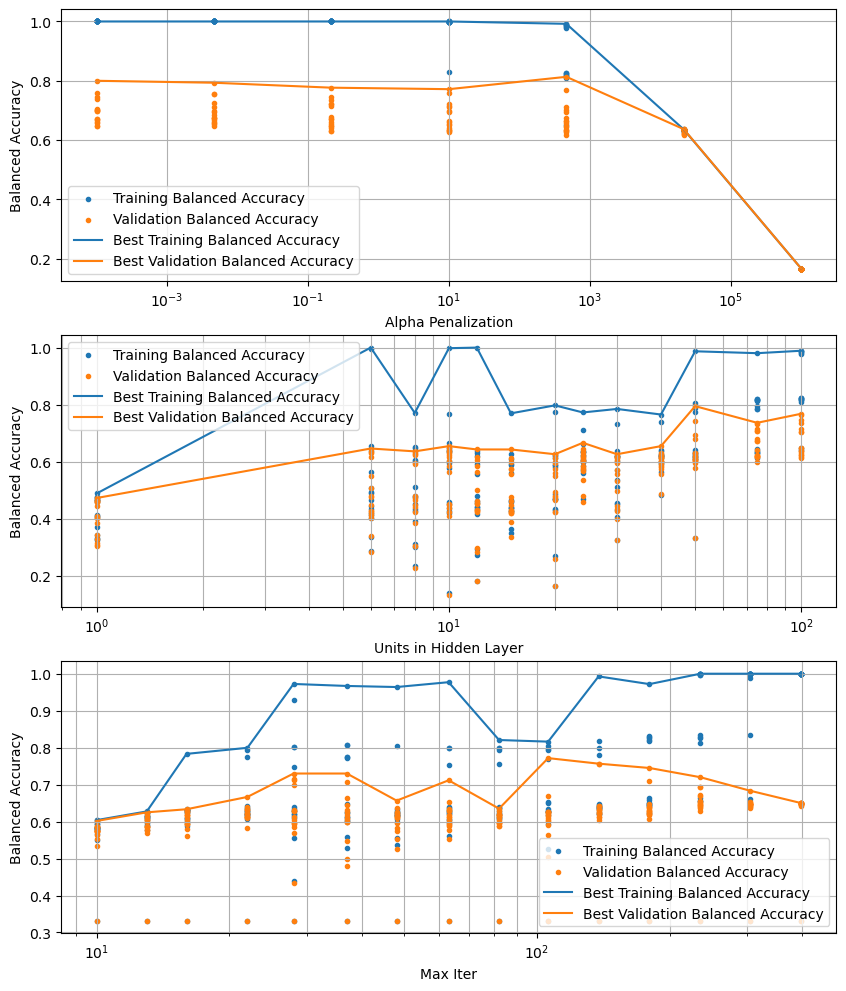 1.0
0.8
0.6
0.4
0.2
Balanced Accuracy
Training Balanced Accuracy
Validation Balanced Accuracy
Best Training Balanced Accuracy
Best Validation Balanced Accuracy
10⁻³ 10⁻¹ 10¹ 10³ 10⁵
Alpha Penalization
1.0
0.8
0.6
0.4
0.2
Balanced Accuracy
Training Balanced Accuracy
Validation Balanced Accuracy
Best Training Balanced Accuracy
Best Validation Balanced Accuracy
10⁰ 10¹ 10²
Units in Hidden Layer
1.0
0.9
0.8
0.7
0.6
0.5
0.4
0.3
Balanced Accuracy
Training Balanced Accuracy
Validation Balanced Accuracy
Best Training Balanced Accuracy
Best Validation Balanced Accuracy
10¹ 10²
Max Iter